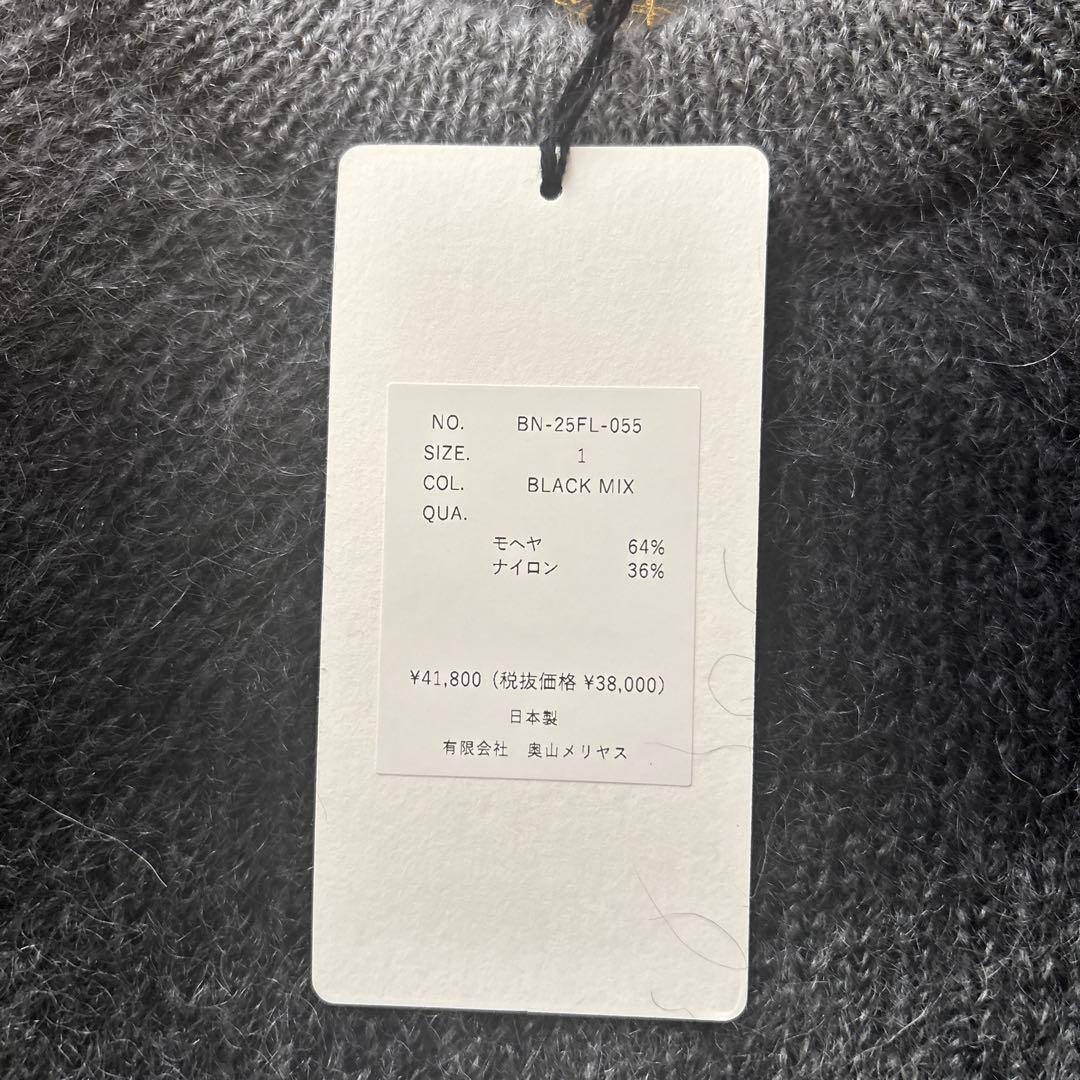 NO. BN-25FL-055
SIZE. 1
COL. BLACK MIX
QUA.
モヘヤ 64%
ナイロン 36%
¥41,800 (税抜価格 ¥38,000)
日本製
有限会社 奥山メリヤス